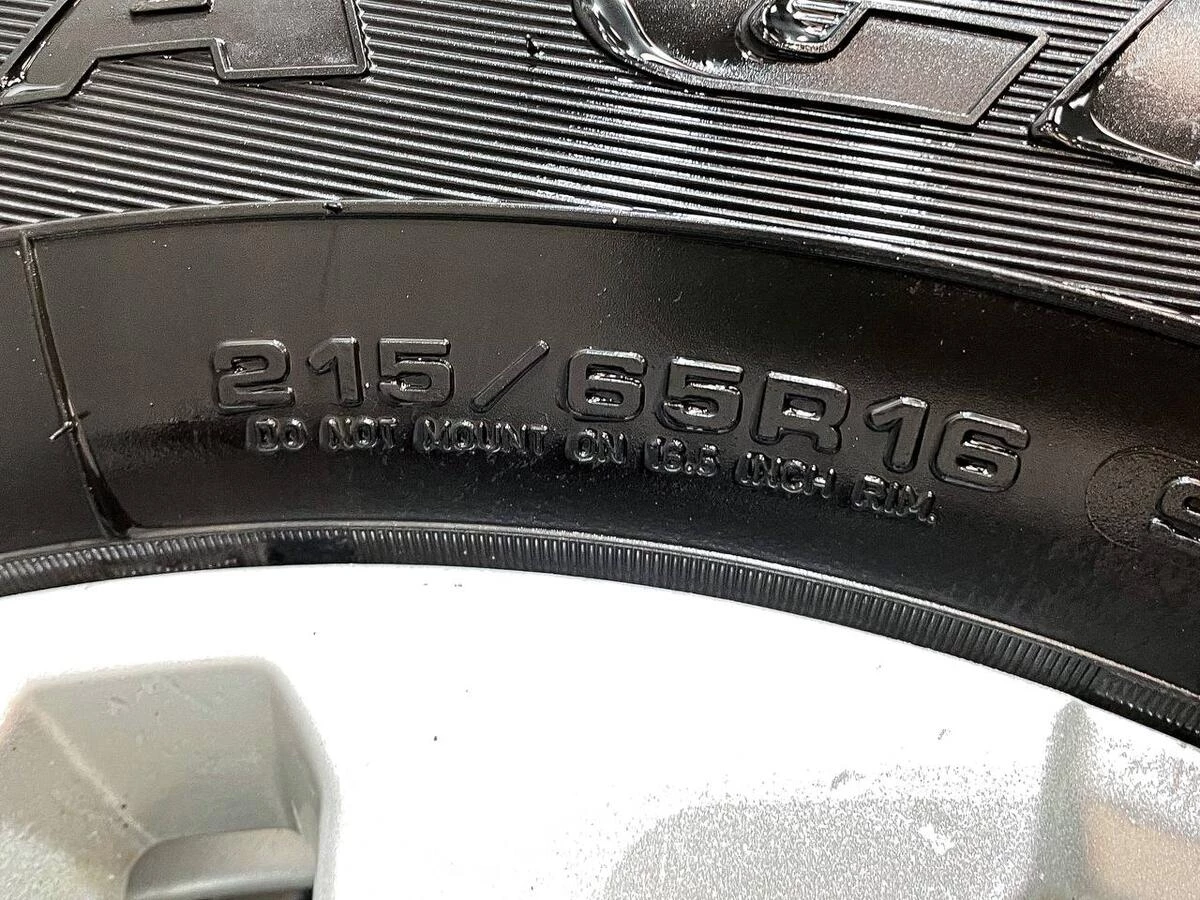 215/65R16
DO NOT MOUNT ON 16.5 INCH RIM.